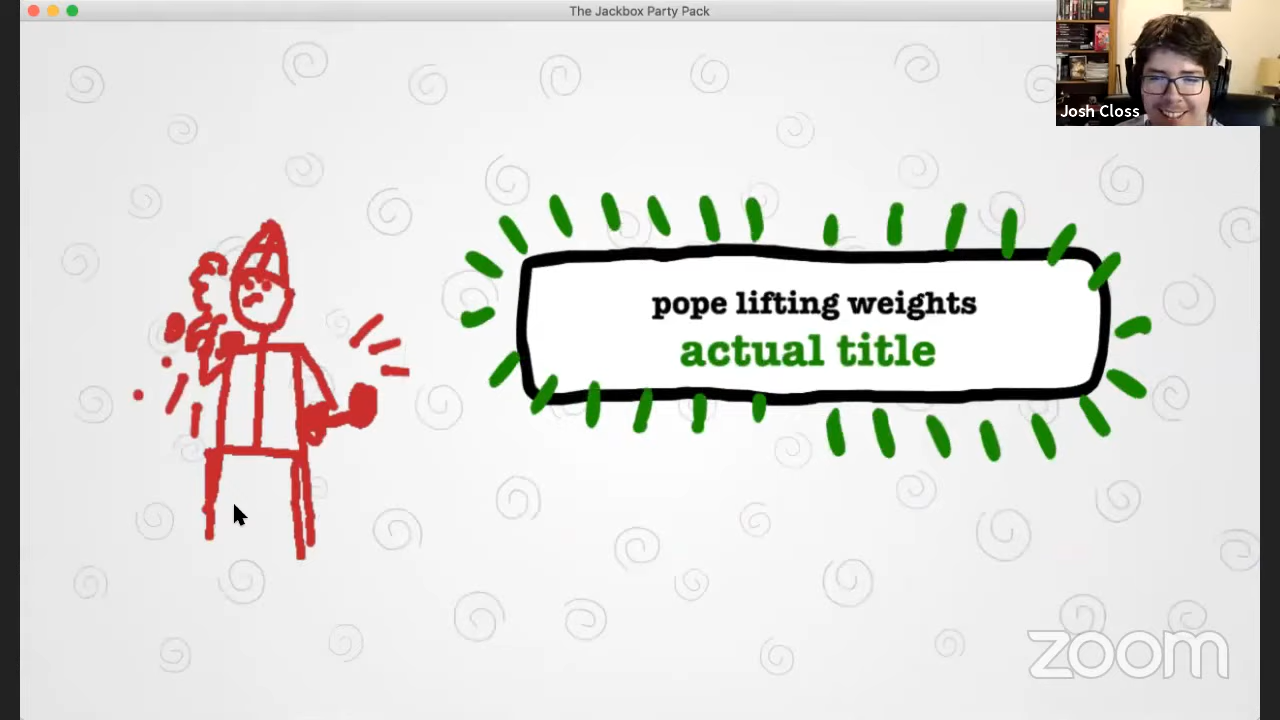 The Jackbox Party Pack
Josh Closs
pope lifting weights
actual title
zoom